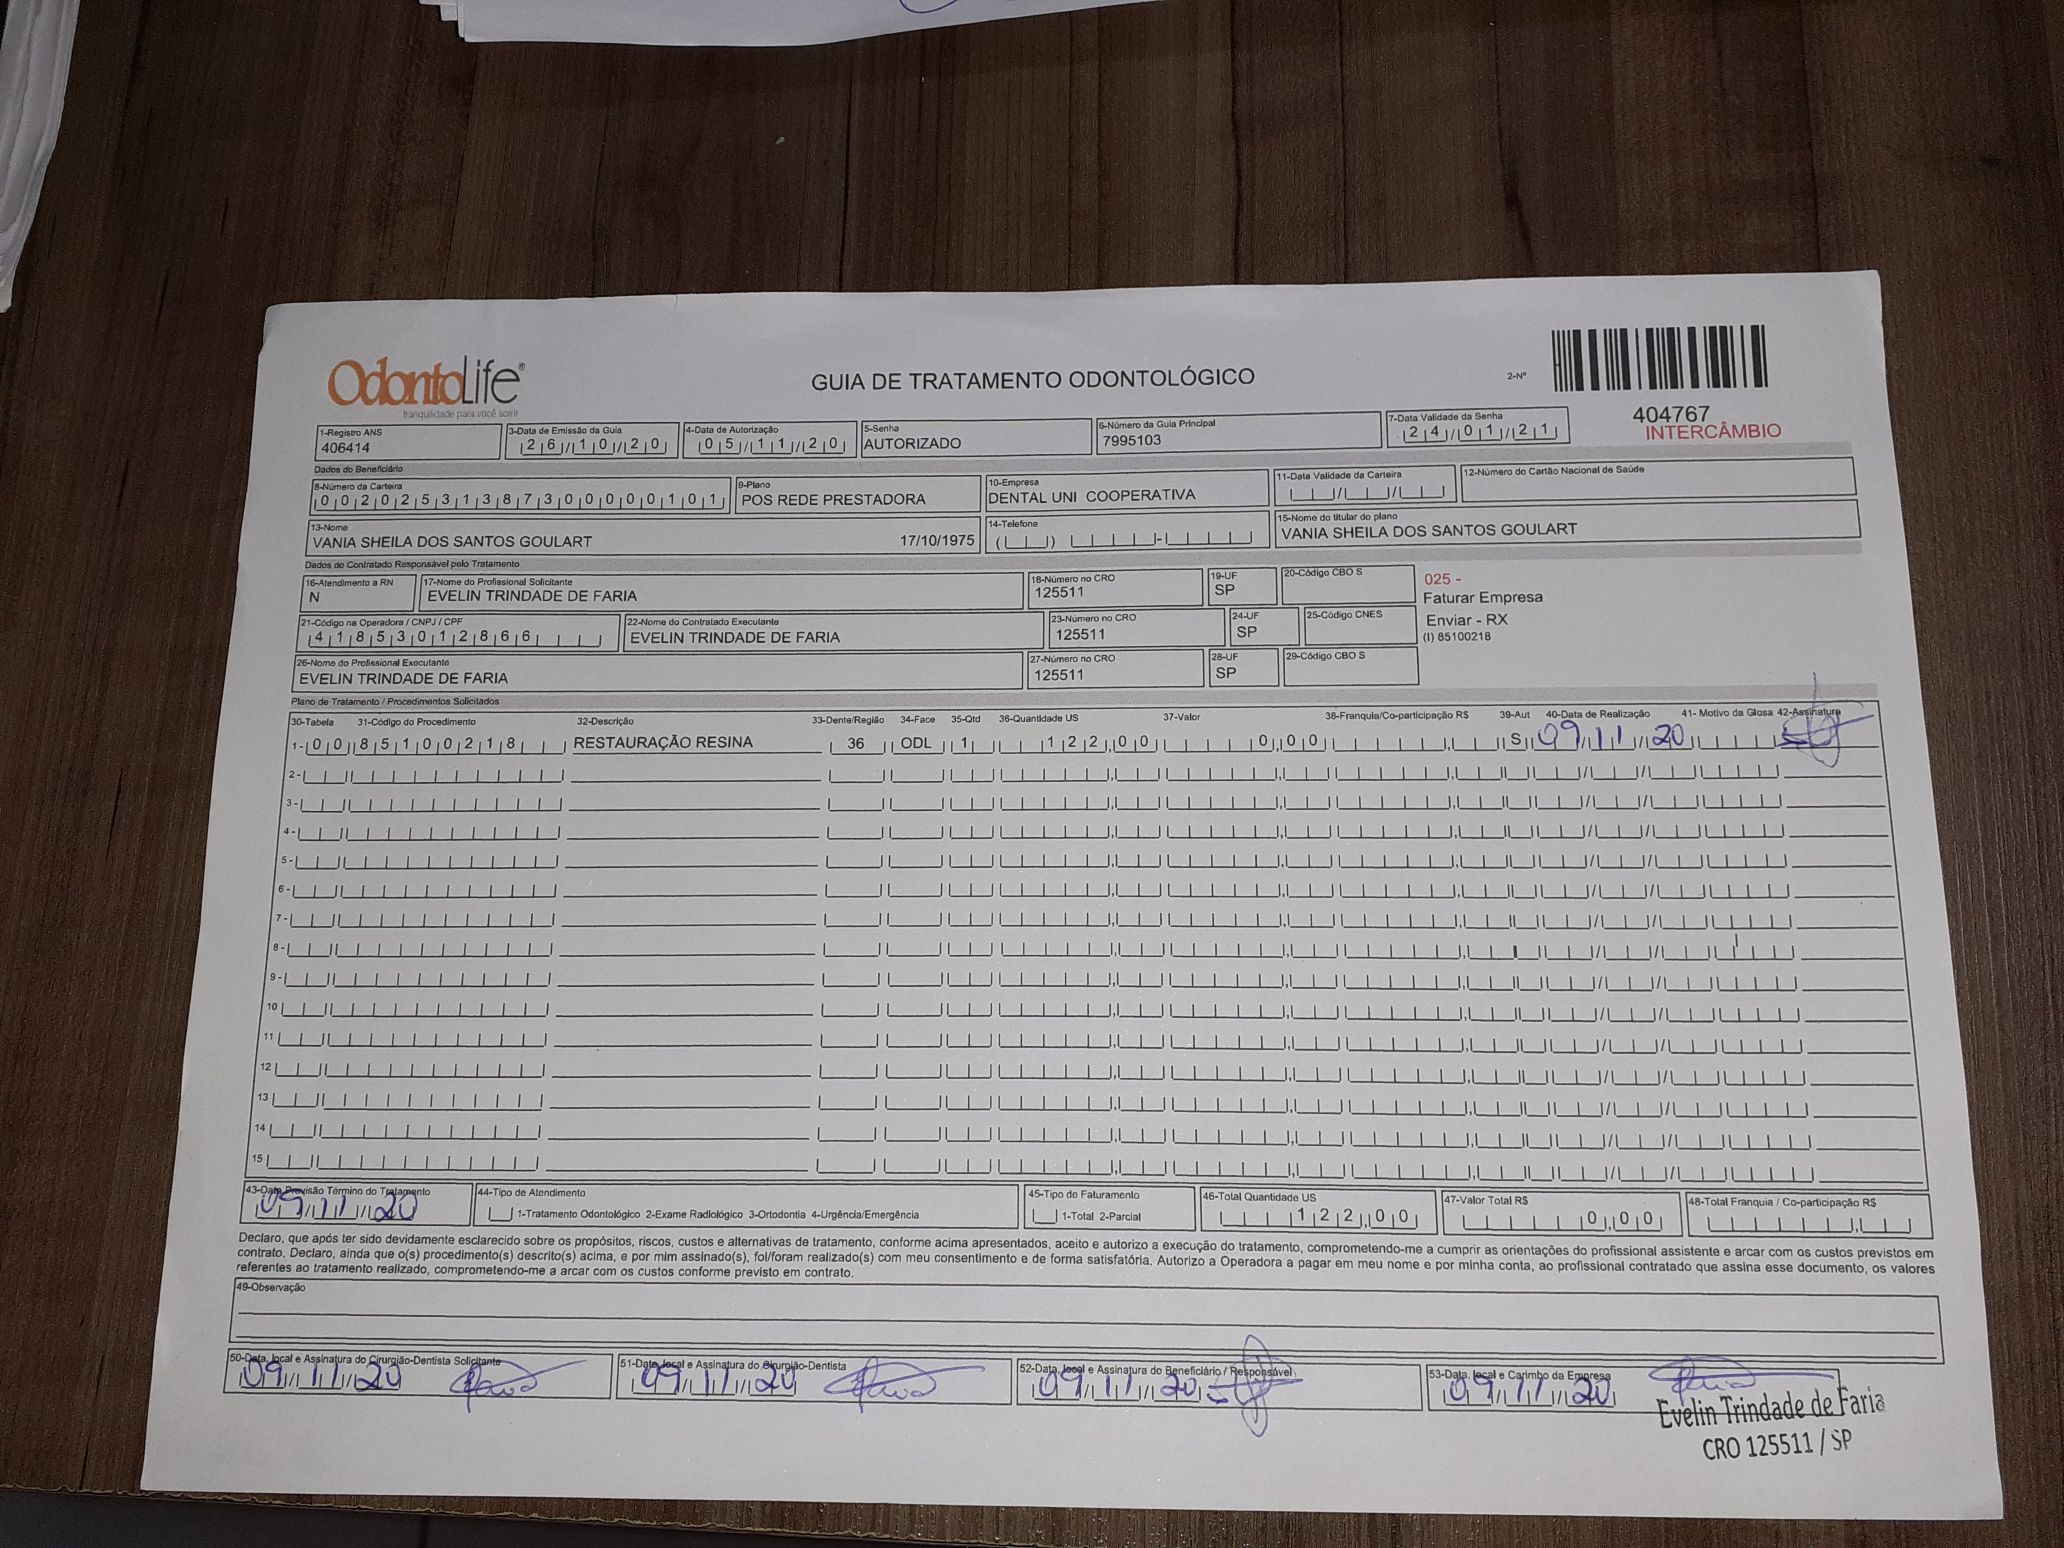 OdontoLife®
tranquilidade para você sorrir
GUIA DE TRATAMENTO ODONTOLÓGICO
2-Nº
404767
INTERCÂMBIO
1-Registro ANS
406414
3-Data de Emissão da Guia
26/10/20
4-Data de Autorização
05/11/20
5-Senha
AUTORIZADO
6-Número da Guia Principal
7995103
7-Data Validade da Senha
24/01/21
Dados do Beneficiário
8-Número da Carteira
00202531387300000101
9-Plano
POS REDE PRESTADORA
10-Empresa
DENTAL UNI COOPERATIVA
11-Data Validade da Carteira
12-Número do Cartão Nacional de Saúde
13-Nome
VANIA SHEILA DOS SANTOS GOULART 17/10/1975
14-Telefone
15-Nome do titular do plano
VANIA SHEILA DOS SANTOS GOULART
Dados do Contratado Responsável pelo Tratamento
16-Atendimento a RN
N
17-Nome do Profissional Solicitante
EVELIN TRINDADE DE FARIA
18-Número no CRO
125511
19-UF
SP
20-Código CBO S
025 -
Faturar Empresa
Enviar - RX
(I) 85100218
21-Código na Operadora / CNPJ / CPF
41853012866
22-Nome do Contratado Executante
EVELIN TRINDADE DE FARIA
23-Número no CRO
125511
24-UF
SP
25-Código CNES
26-Nome do Profissional Executante
EVELIN TRINDADE DE FARIA
27-Número no CRO
125511
28-UF
SP
29-Código CBO S
Plano de Tratamento / Procedimentos Solicitados
30-Tabela 31-Código do Procedimento 32-Descrição 33-Dente/Região 34-Face 35-Qtd 36-Quantidade US 37-Valor 38-Franquia/Co-participação R$ 39-Aut 40-Data de Realização 41- Motivo da Glosa 42-Assinatura
1- 00 85100218 RESTAURAÇÃO RESINA 36 ODL 1 122,00 0,00 S 09/11/20
2-
3-
4-
5-
6-
7-
8-
9-
10
11
12
13
14
15
43-Data Previsão Término do Tratamento
09/11/20
44-Tipo de Atendimento
1-Tratamento Odontológico 2-Exame Radiológico 3-Ortodontia 4-Urgência/Emergência
45-Tipo de Faturamento
1-Total 2-Parcial
46-Total Quantidade US
122,00
47-Valor Total R$
0,00
48-Total Franquia / Co-participação R$
Declaro, que após ter sido devidamente esclarecido sobre os propósitos, riscos, custos e alternativas de tratamento, conforme acima apresentados, aceito e autorizo a execução do tratamento, comprometendo-me a cumprir as orientações do profissional assistente e arcar com os custos previstos em
contrato. Declaro, ainda que o(s) procedimento(s) descrito(s) acima, e por mim assinado(s), foi/foram realizado(s) com meu consentimento e de forma satisfatória. Autorizo a Operadora a pagar em meu nome e por minha conta, ao profissional contratado que assina esse documento, os valores
referentes ao tratamento realizado, comprometendo-me a arcar com os custos conforme previsto em contrato.
49-Observação
50-Data, local e Assinatura do Cirurgião-Dentista Solicitante
09/11/20
51-Data, local e Assinatura do Cirurgião-Dentista
09/11/20
52-Data, local e Assinatura do Beneficiário / Responsável
09/11/20
53-Data, local e Carimbo da Empresa
09/11/20
Evelin Trindade de Faria
CRO 125511 / SP